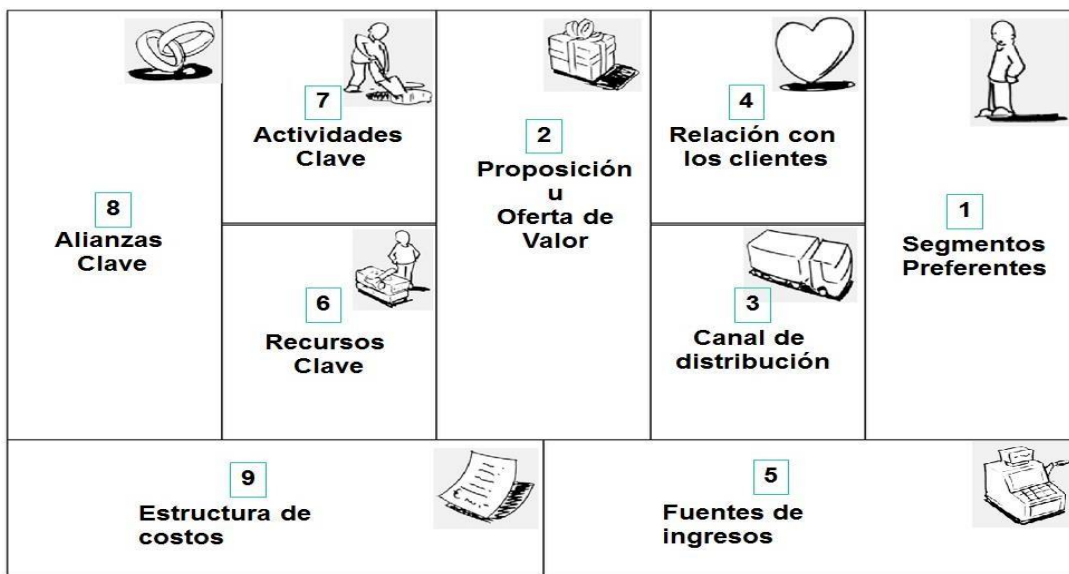 8
Alianzas
Clave
7
Actividades
Clave
6
Recursos
Clave
2
Proposición
u
Oferta de
Valor
4
Relación con
los clientes
3
Canal de
distribución
1
Segmentos
Preferentes
9
Estructura de
costos
5
Fuentes de
ingresos